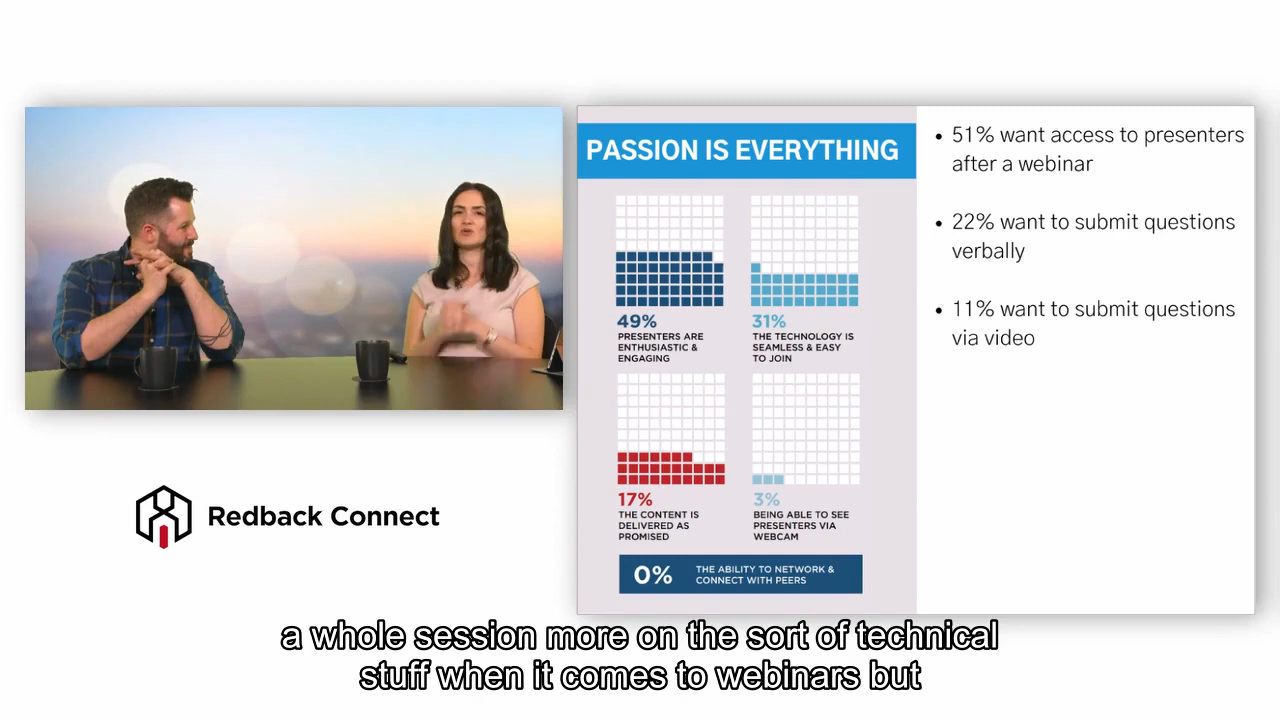 PASSION IS EVERYTHING
49%
PRESENTERS ARE
ENTHUSIASTIC &
ENGAGING
31%
THE TECHNOLOGY IS
SEAMLESS & EASY
TO JOIN
17%
THE CONTENT IS
DELIVERED AS
PROMISED
3%
BEING ABLE TO SEE
PRESENTERS VIA
WEBCAM
0%
THE ABILITY TO NETWORK &
CONNECT WITH PEERS
• 51% want access to presenters
after a webinar
• 22% want to submit questions
verbally
• 11% want to submit questions
via video
Redback Connect
a whole session more on the sort of technical
stuff when it comes to webinars but